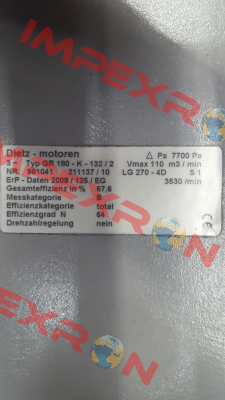 IMPEXRON
Dietz - motoren △ Ps 7700 Pa
3 ~ Typ GR 180 - K - 132 / 2 Vmax 110 m3 / min
NR. 981041 211137 / 10 LG 270 - 4D S 1
ErP - Daten 2009 / 125 / EG 3530 /min
Gesamteffizienz in % 57,6
Messkategorie B
Effizienzkategorie total
Effizienzgrad N 64
Drehzahlregelung nein
CE
IMPEXRON